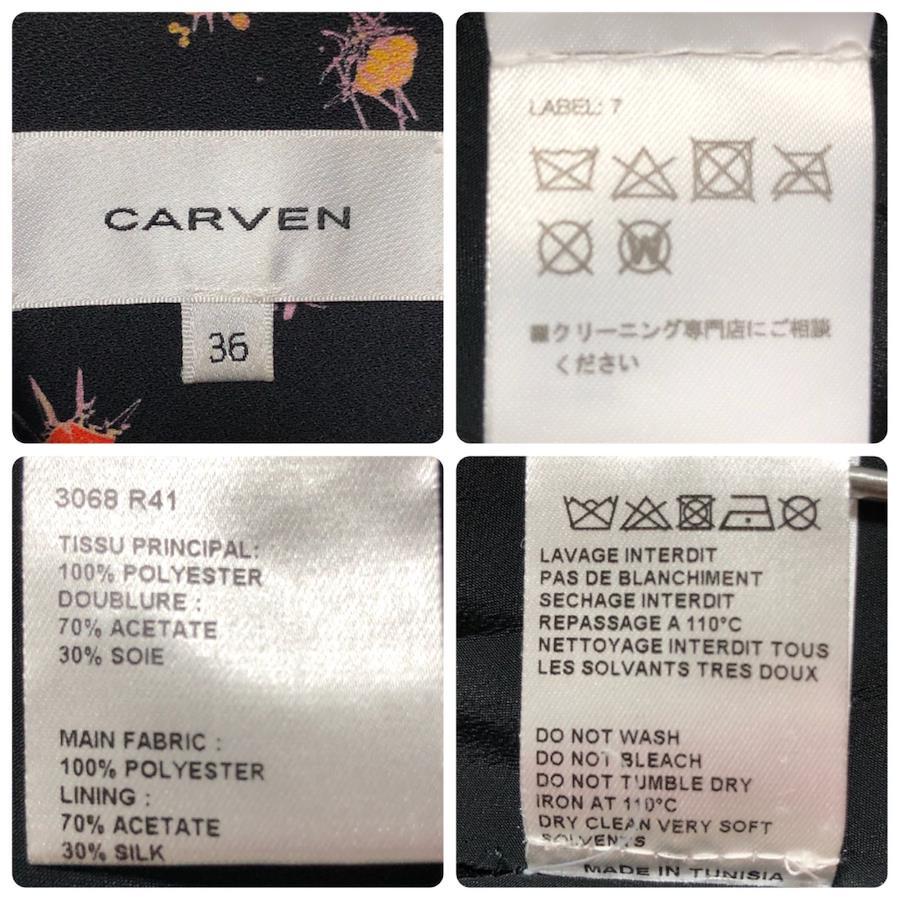 CARVEN
36
LABEL: 7
W
■クリーニング専門店にご相談
ください
3068 R41
TISSU PRINCIPAL:
100% POLYESTER
DOUBLURE :
70% ACETATE
30% SOIE
MAIN FABRIC :
100% POLYESTER
LINING :
70% ACETATE
30% SILK
LAVAGE INTERDIT
PAS DE BLANCHIMENT
SECHAGE INTERDIT
REPASSAGE A 110°C
NETTOYAGE INTERDIT TOUS
LES SOLVANTS TRES DOUX
DO NOT WASH
DO NOT BLEACH
DO NOT TUMBLE DRY
IRON AT 110°C
DRY CLEAN VERY SOFT
SOLVENTS
MADE IN TUNISIA